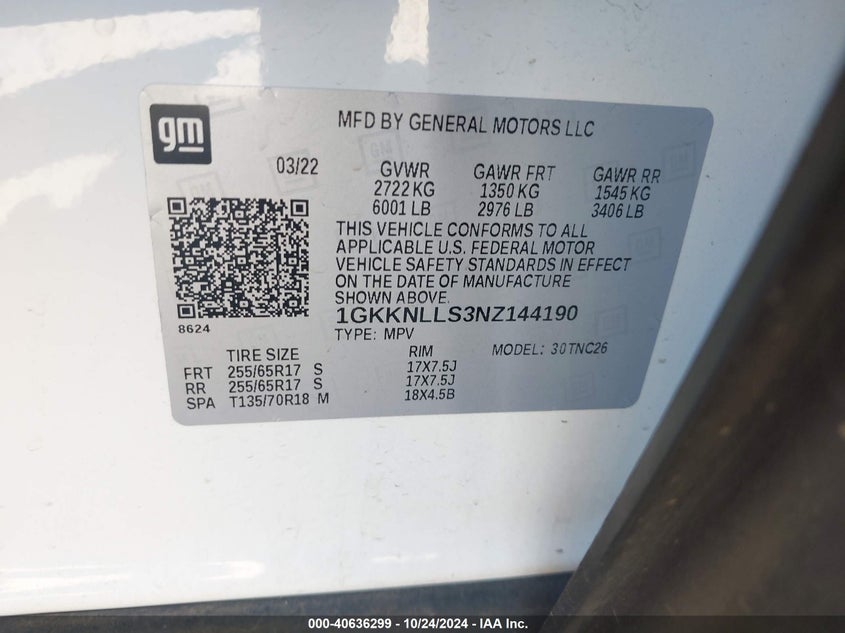 gm
MFD BY GENERAL MOTORS LLC
03/22
GVWR GAWR FRT GAWR RR
2722 KG 1350 KG 1545 KG
6001 LB 2976 LB 3406 LB
THIS VEHICLE CONFORMS TO ALL
APPLICABLE U.S. FEDERAL MOTOR
VEHICLE SAFETY STANDARDS IN EFFECT
ON THE DATE OF MANUFACTURE
SHOWN ABOVE.
8624
1GKKNLLS3NZ144190
TYPE: MPV
TIRE SIZE RIM MODEL: 30TNC26
FRT 255/65R17 S 17X7.5J
RR 255/65R17 S 17X7.5J
SPA T135/70R18 M 18X4.5B
000-40636299 - 10/24/2024 - IAA Inc.